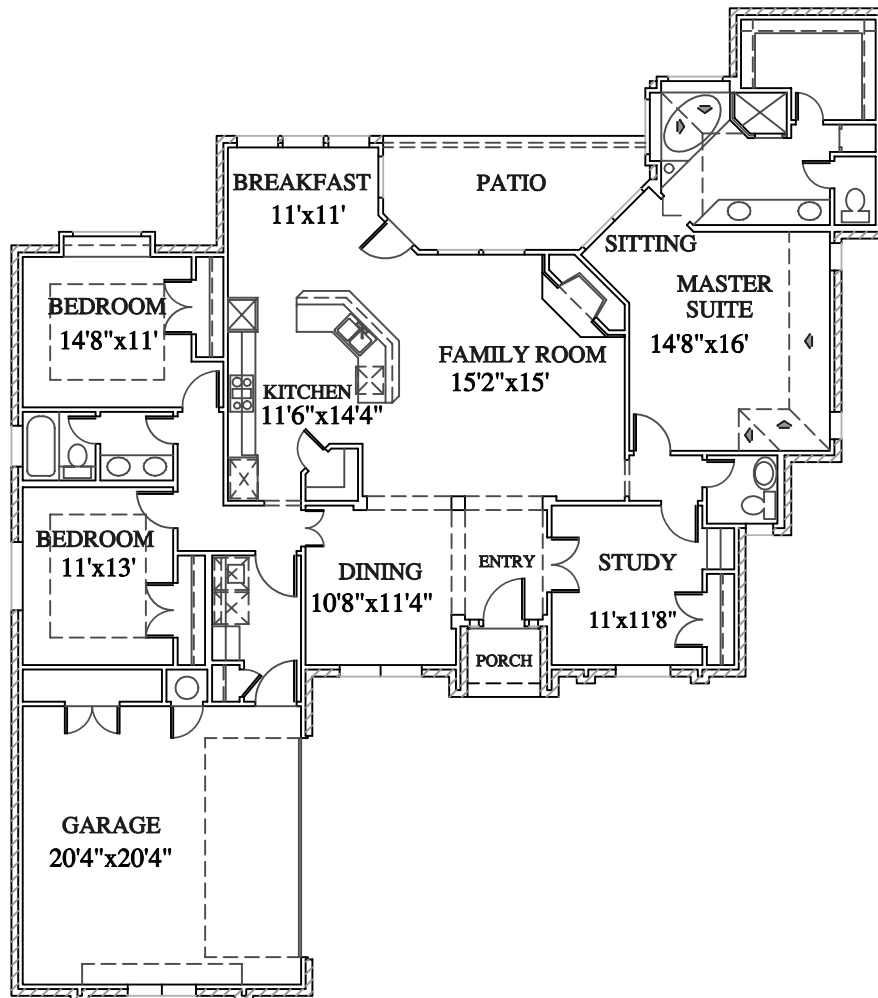 BREAKFAST
11'x11'
PATIO
SITTING
MASTER
SUITE
14'8"x16'
BEDROOM
14'8"x11'
FAMILY ROOM
15'2"x15'
KITCHEN
11'6"x14'4"
BEDROOM
11'x13'
DINING
10'8"x11'4"
ENTRY
STUDY
11'x11'8"
PORCH
GARAGE
20'4"x20'4"